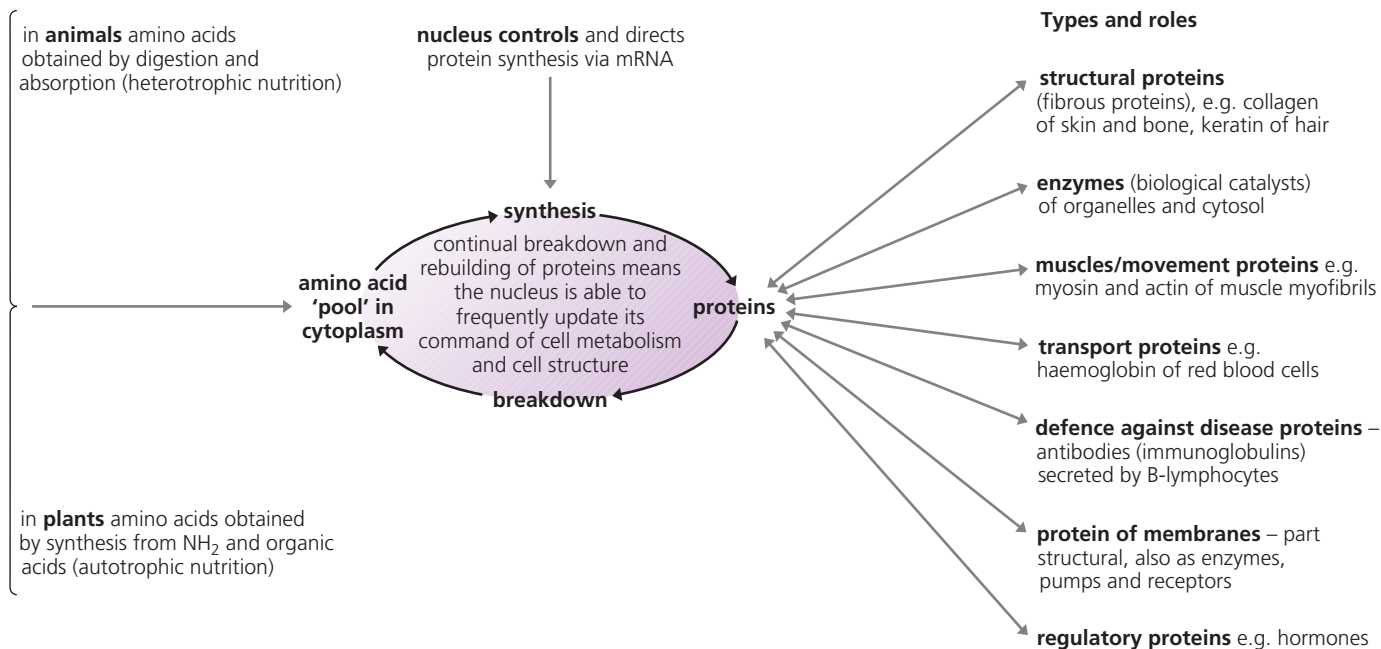 in animals amino acids
obtained by digestion and
absorption (heterotrophic nutrition)
nucleus controls and directs
protein synthesis via mRNA
synthesis
continual breakdown and
rebuilding of proteins means
the nucleus is able to
frequently update its
command of cell metabolism
and cell structure
amino acid
‘pool’ in
cytoplasm
proteins
breakdown
in plants amino acids obtained
by synthesis from NH₂ and organic
acids (autotrophic nutrition)
Types and roles
structural proteins
(fibrous proteins), e.g. collagen
of skin and bone, keratin of hair
enzymes (biological catalysts)
of organelles and cytosol
muscles/movement proteins e.g.
myosin and actin of muscle myofibrils
transport proteins e.g.
haemoglobin of red blood cells
defence against disease proteins –
antibodies (immunoglobulins)
secreted by B-lymphocytes
protein of membranes – part
structural, also as enzymes,
pumps and receptors
regulatory proteins e.g. hormones